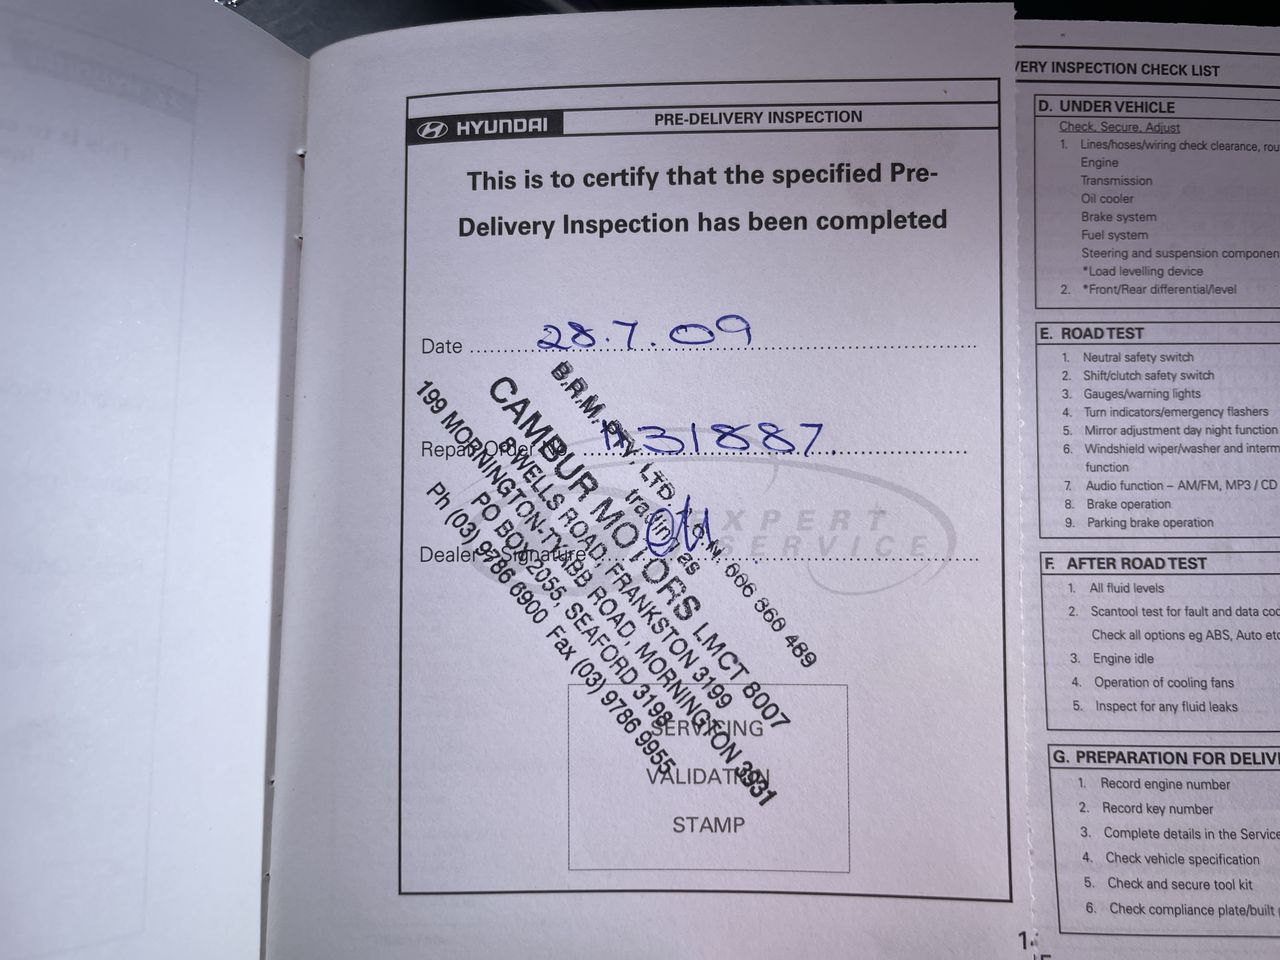 HYUNDAI
PRE-DELIVERY INSPECTION
This is to certify that the specified Pre-
Delivery Inspection has been completed
Date 28.7.09
Repair Order No. 31887.
Dealer's Signature
EXPERT
SERVICE
B.R.M. PTY. LTD. A.C.N. 006 860 489
trading as
CAMBUR MOTORS LMCT 8007
8 WELLS ROAD, FRANKSTON 3199
199 MORNINGTON-TYABB ROAD, MORNINGTON 3931
PO BOX 2055, SEAFORD 3198
Ph (03) 9786 6900 Fax (03) 9786 9955
SERVICING
VALIDATION
STAMP
VERY INSPECTION CHECK LIST
D. UNDER VEHICLE
Check, Secure, Adjust
1. Lines/hoses/wiring check clearance, rou
Engine
Transmission
Oil cooler
Brake system
Fuel system
Steering and suspension componen
*Load levelling device
2. *Front/Rear differential/level
E. ROAD TEST
1. Neutral safety switch
2. Shift/clutch safety switch
3. Gauges/warning lights
4. Turn indicators/emergency flashers
5. Mirror adjustment day night function
6. Windshield wiper/washer and interm
function
7. Audio function – AM/FM, MP3 / CD
8. Brake operation
9. Parking brake operation
F. AFTER ROAD TEST
1. All fluid levels
2. Scantool test for fault and data cod
Check all options eg ABS, Auto etc
3. Engine idle
4. Operation of cooling fans
5. Inspect for any fluid leaks
G. PREPARATION FOR DELIVE
1. Record engine number
2. Record key number
3. Complete details in the Service
4. Check vehicle specification
5. Check and secure tool kit
6. Check compliance plate/built